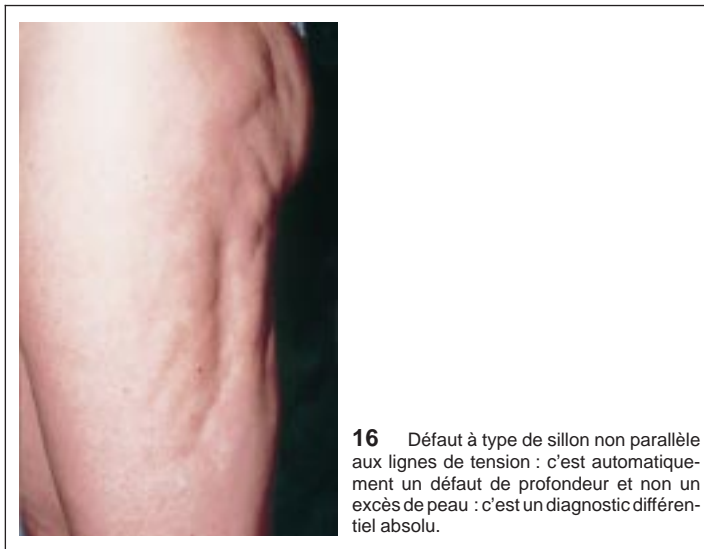 16 Défaut à type de sillon non parallèle
aux lignes de tension : c'est automatique-
ment un défaut de profondeur et non un
excès de peau : c'est un diagnostic différen-
tiel absolu.